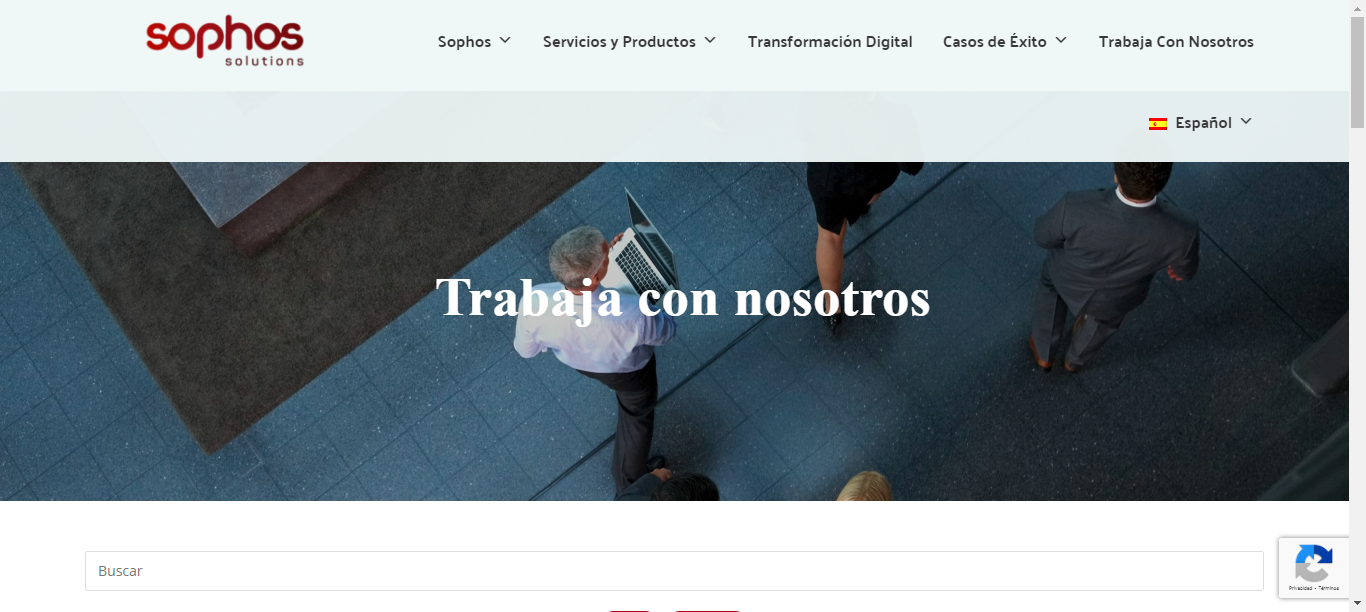 sophos
solutions
Sophos
Servicios y Productos
Transformación Digital
Casos de Éxito
Trabaja Con Nosotros
Español
Trabaja con nosotros
Buscar
Privacidad - Términos